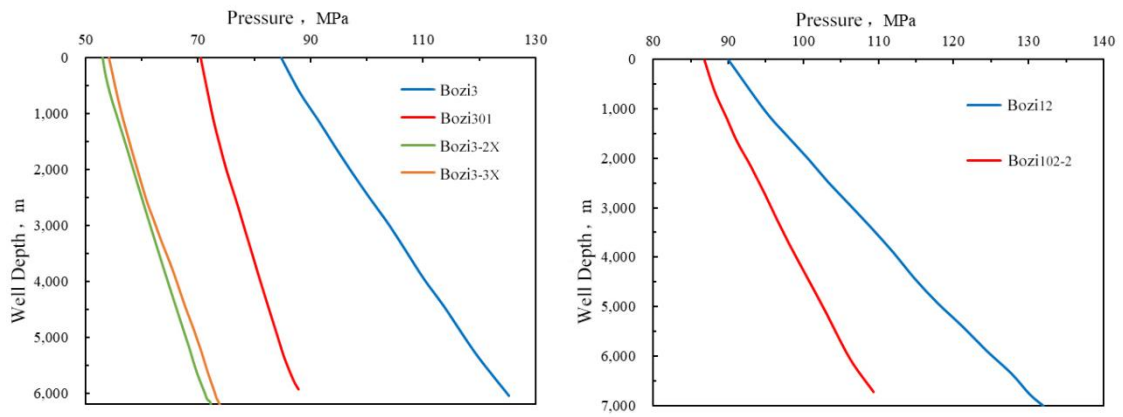 Pressure ,  MPa
50 70 90 110 130
0
1,000
2,000
3,000
4,000
5,000
6,000
Well Depth ,  m
Bozi3
Bozi301
Bozi3-2X
Bozi3-3X
Pressure ,  MPa
80 90 100 110 120 130 140
0
1,000
2,000
3,000
4,000
5,000
6,000
7,000
Well Depth ,  m
Bozi12
Bozi102-2